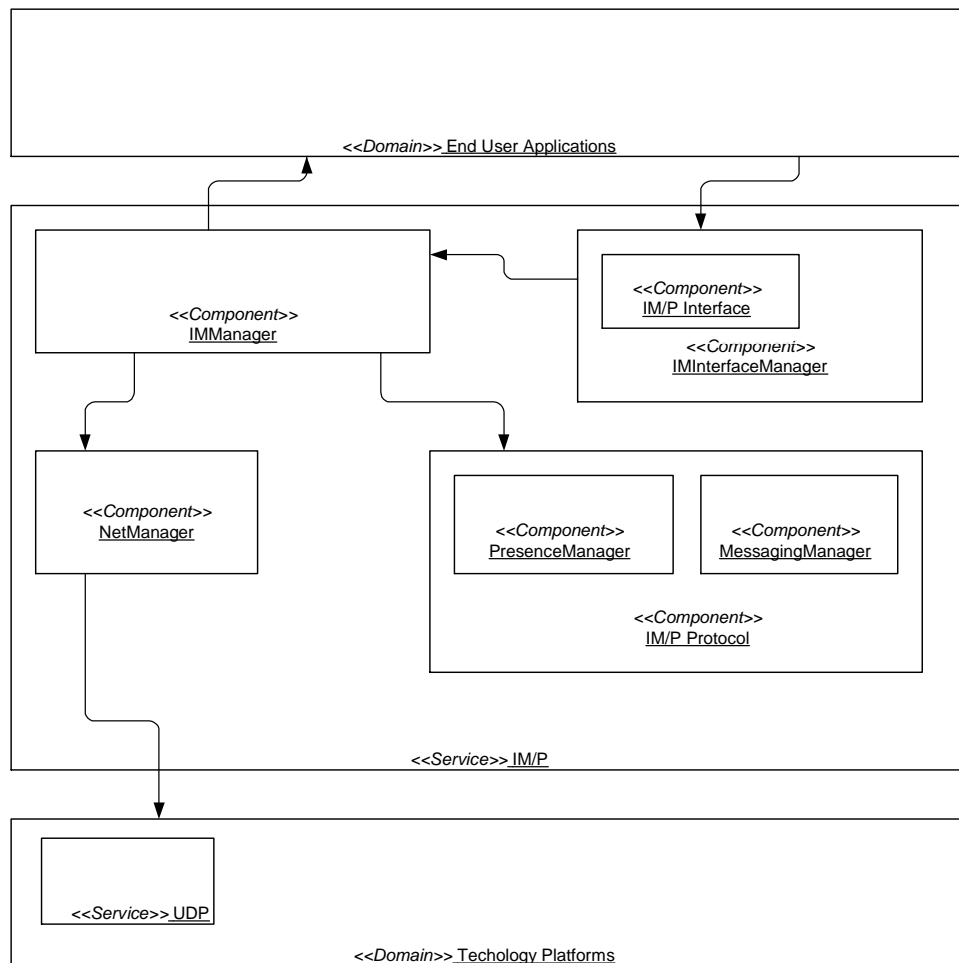 <<Domain>> End User Applications
<<Component>>
IMManager
<<Component>>
IM/P Interface
<<Component>>
IMInterfaceManager
<<Component>>
NetManager
<<Component>>
PresenceManager
<<Component>>
MessagingManager
<<Component>>
IM/P Protocol
<<Service>> IM/P
<<Service>> UDP
<<Domain>> Techology Platforms